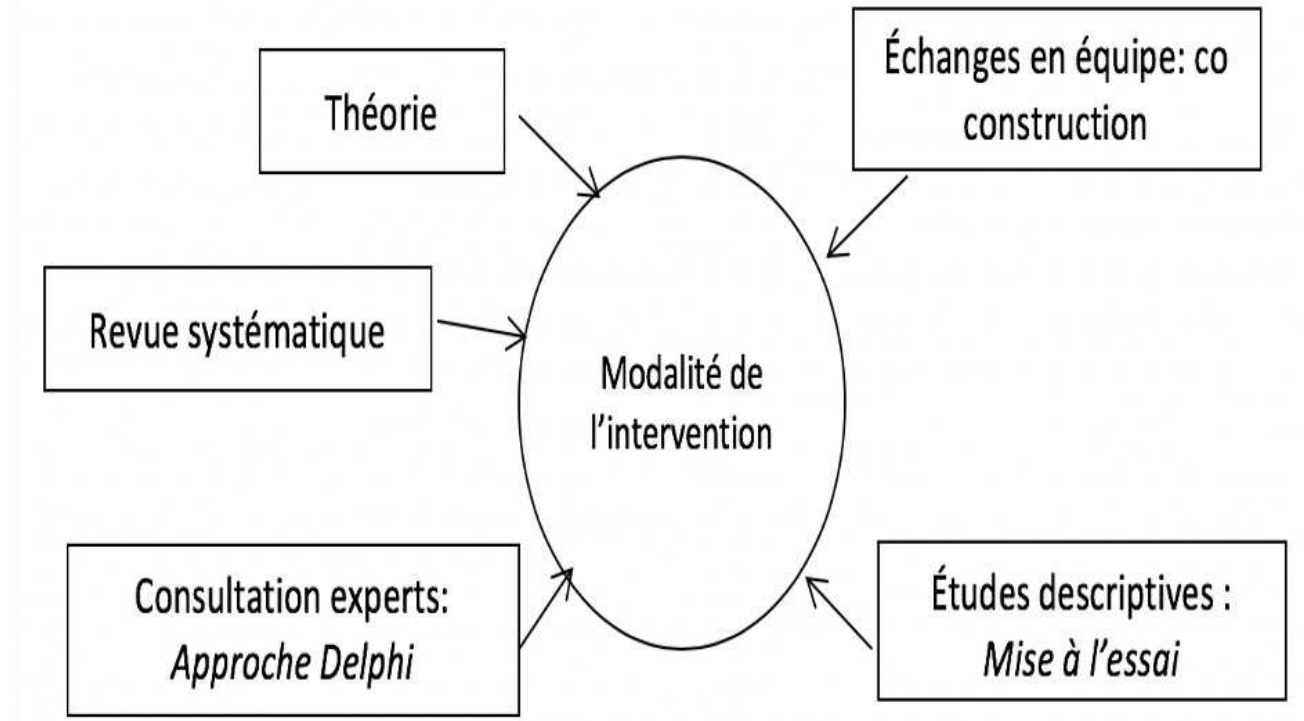 Théorie
Échanges en équipe: co
construction
Revue systématique
Modalité de
l'intervention
Consultation experts:
Approche Delphi
Études descriptives :
Mise à l'essai